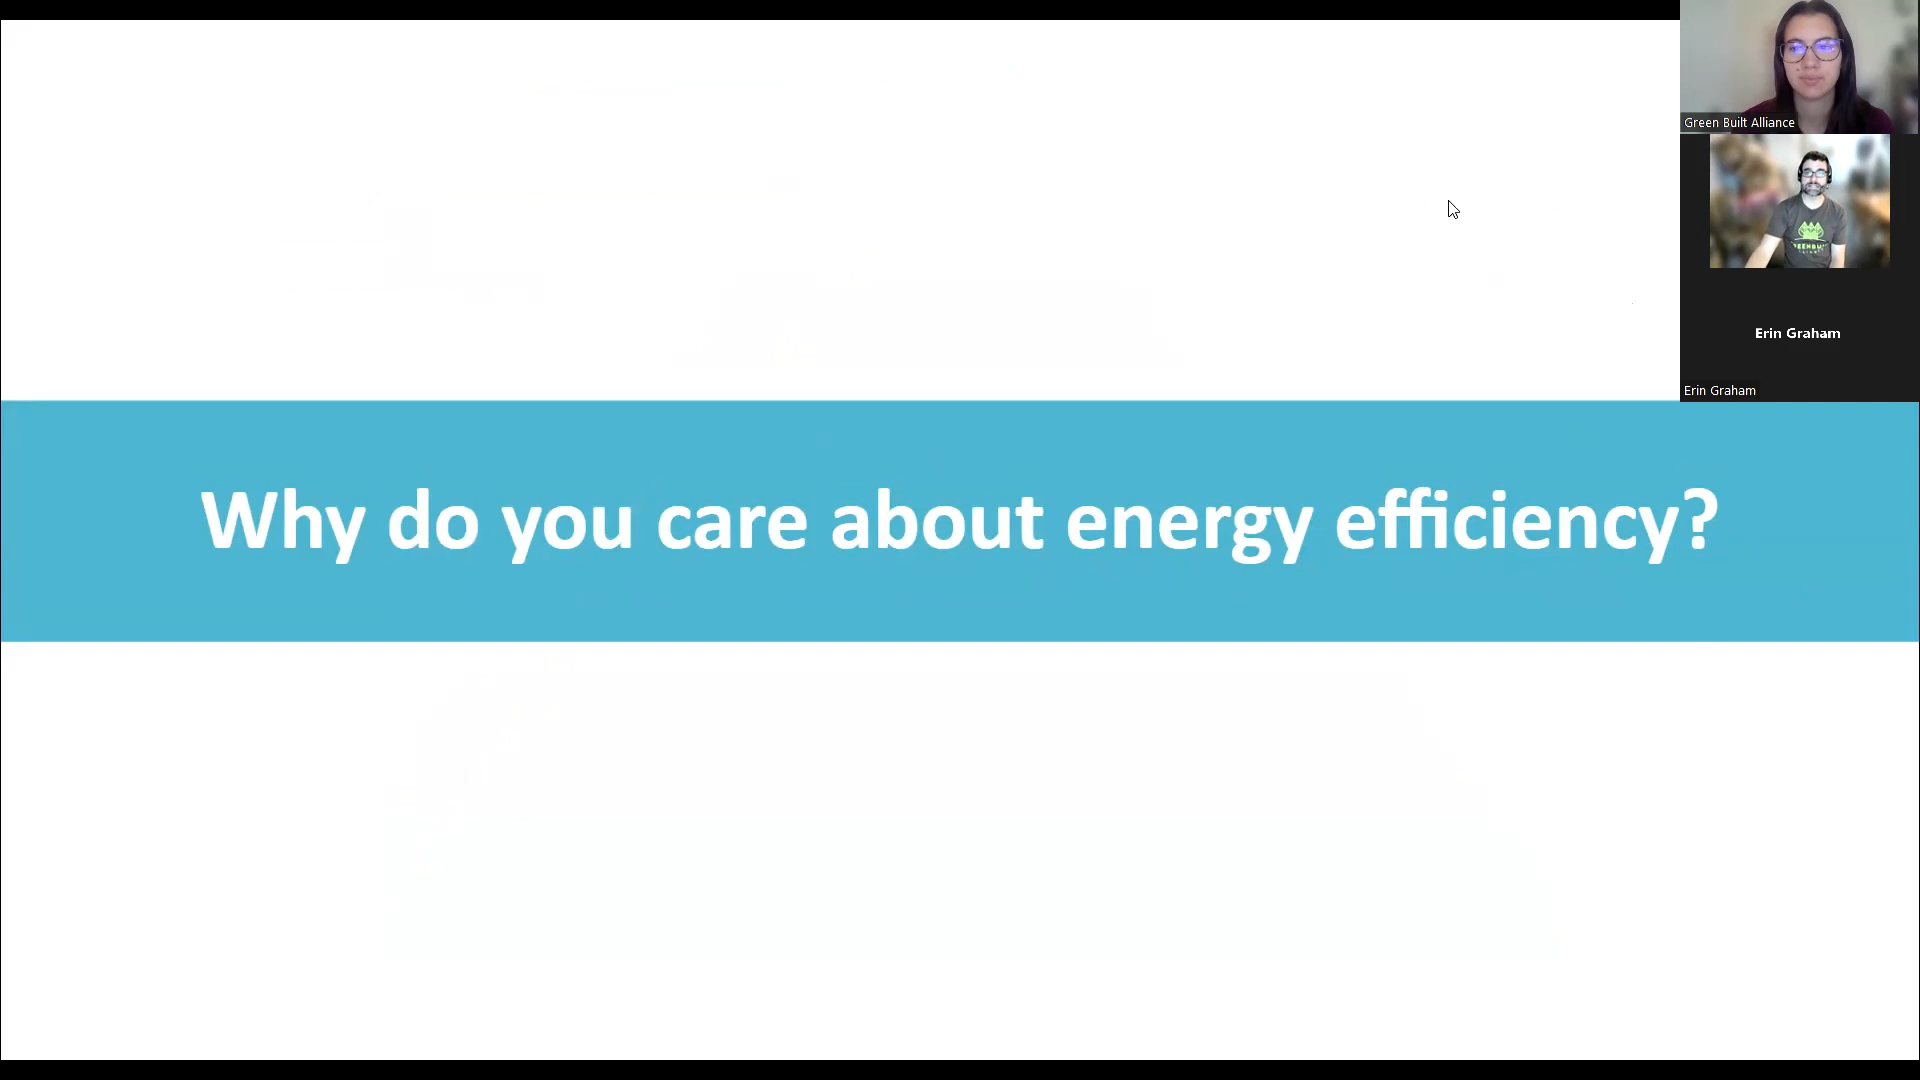 Green Built Alliance
Erin Graham
Erin Graham
Why do you care about energy efficiency?